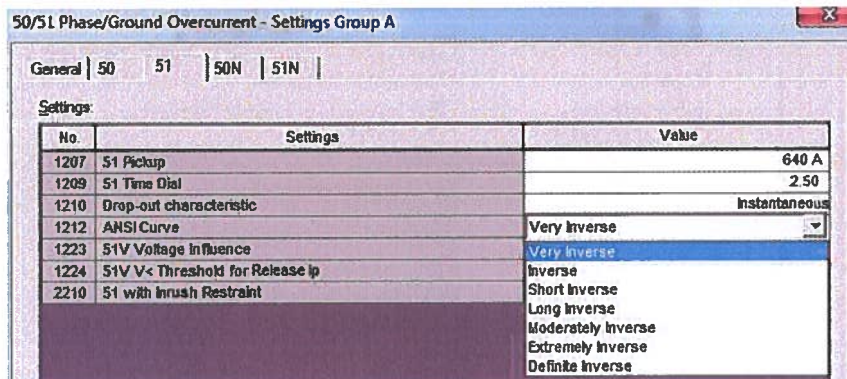 50/51 Phase/Ground Overcurrent - Settings Group A
General 50 51 50N 51N
Settings:
No. Settings Value
1207 51 Pickup 640 A
1209 51 Time Dial 2.50
1210 Drop-out characteristic Instantaneous
1212 ANSI Curve Very Inverse
1223 51V Voltage Influence Very Inverse
1224 51V V< Threshold for Release Ip Inverse
2210 51 with Inrush Restraint Short Inverse
Long Inverse
Moderately Inverse
Extremely Inverse
Definite Inverse